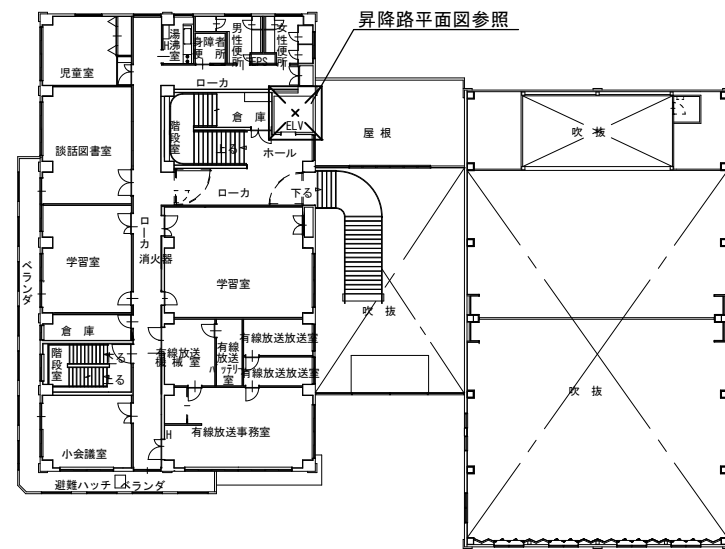 昇降路平面図参照
湯沸室
H
身障者便所
男性便所
女性便所
EPS
児童室
ローカ
階段室
倉庫
ELV
屋根
吹抜
上る
ホール
談話図書室
ローカ
下る
ローカ
消火器
ベランダ
学習室
学習室
吹抜
倉庫
有線放送機械室
有線放送バッテリ室
有線放送放送室
階段室
下る
上る
有線放送放送室
吹抜
小会議室
H
有線放送事務室
避難ハッチ
ベランダ